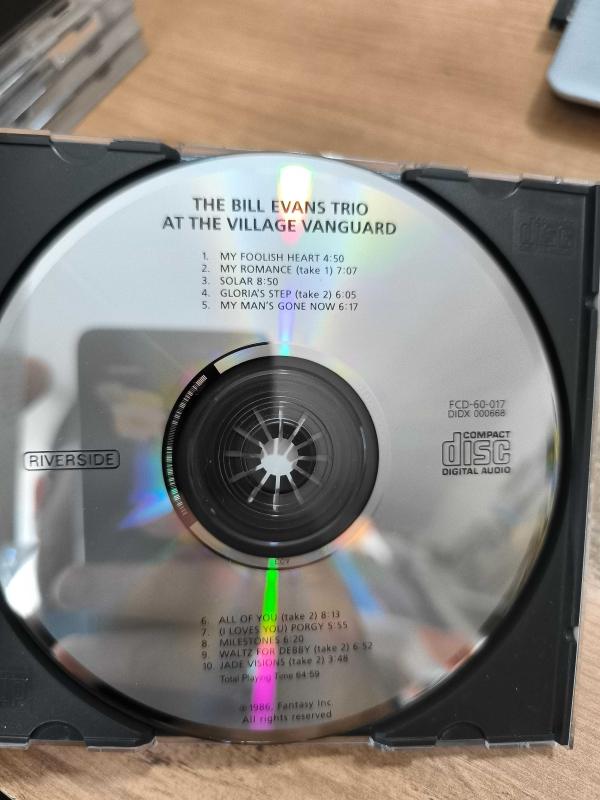 THE BILL EVANS TRIO
AT THE VILLAGE VANGUARD
1. MY FOOLISH HEART 4:50
2. MY ROMANCE (take 1) 7:07
3. SOLAR 8:50
4. GLORIA'S STEP (take 2) 6:05
5. MY MAN'S GONE NOW 6:17
FCD-60-017
DIDX 000668
RIVERSIDE
COMPACT
disc
DIGITAL AUDIO
6. ALL OF YOU (take 2) 8:13
7. (I LOVES YOU) PORGY 5:55
8. MILESTONES 6:20
9. WALTZ FOR DEBBY (take 2) 6:52
10. JADE VISIONS (take 2) 3:48
Total Playing Time 64:59
©1986, Fantasy Inc.
All rights reserved
disc